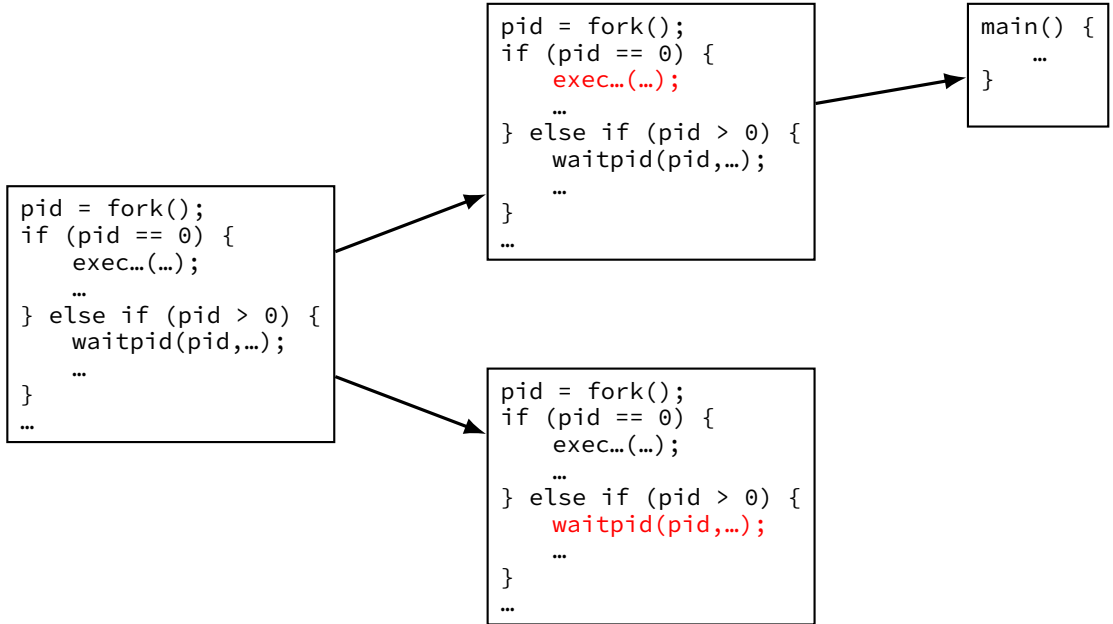 pid = fork();
if (pid == 0) {
    exec…(…);
    …
} else if (pid > 0) {
    waitpid(pid,…);
    …
}
…
pid = fork();
if (pid == 0) {
    exec…(…);
    …
} else if (pid > 0) {
    waitpid(pid,…);
    …
}
…
main() {
    …
}
pid = fork();
if (pid == 0) {
    exec…(…);
    …
} else if (pid > 0) {
    waitpid(pid,…);
    …
}
…